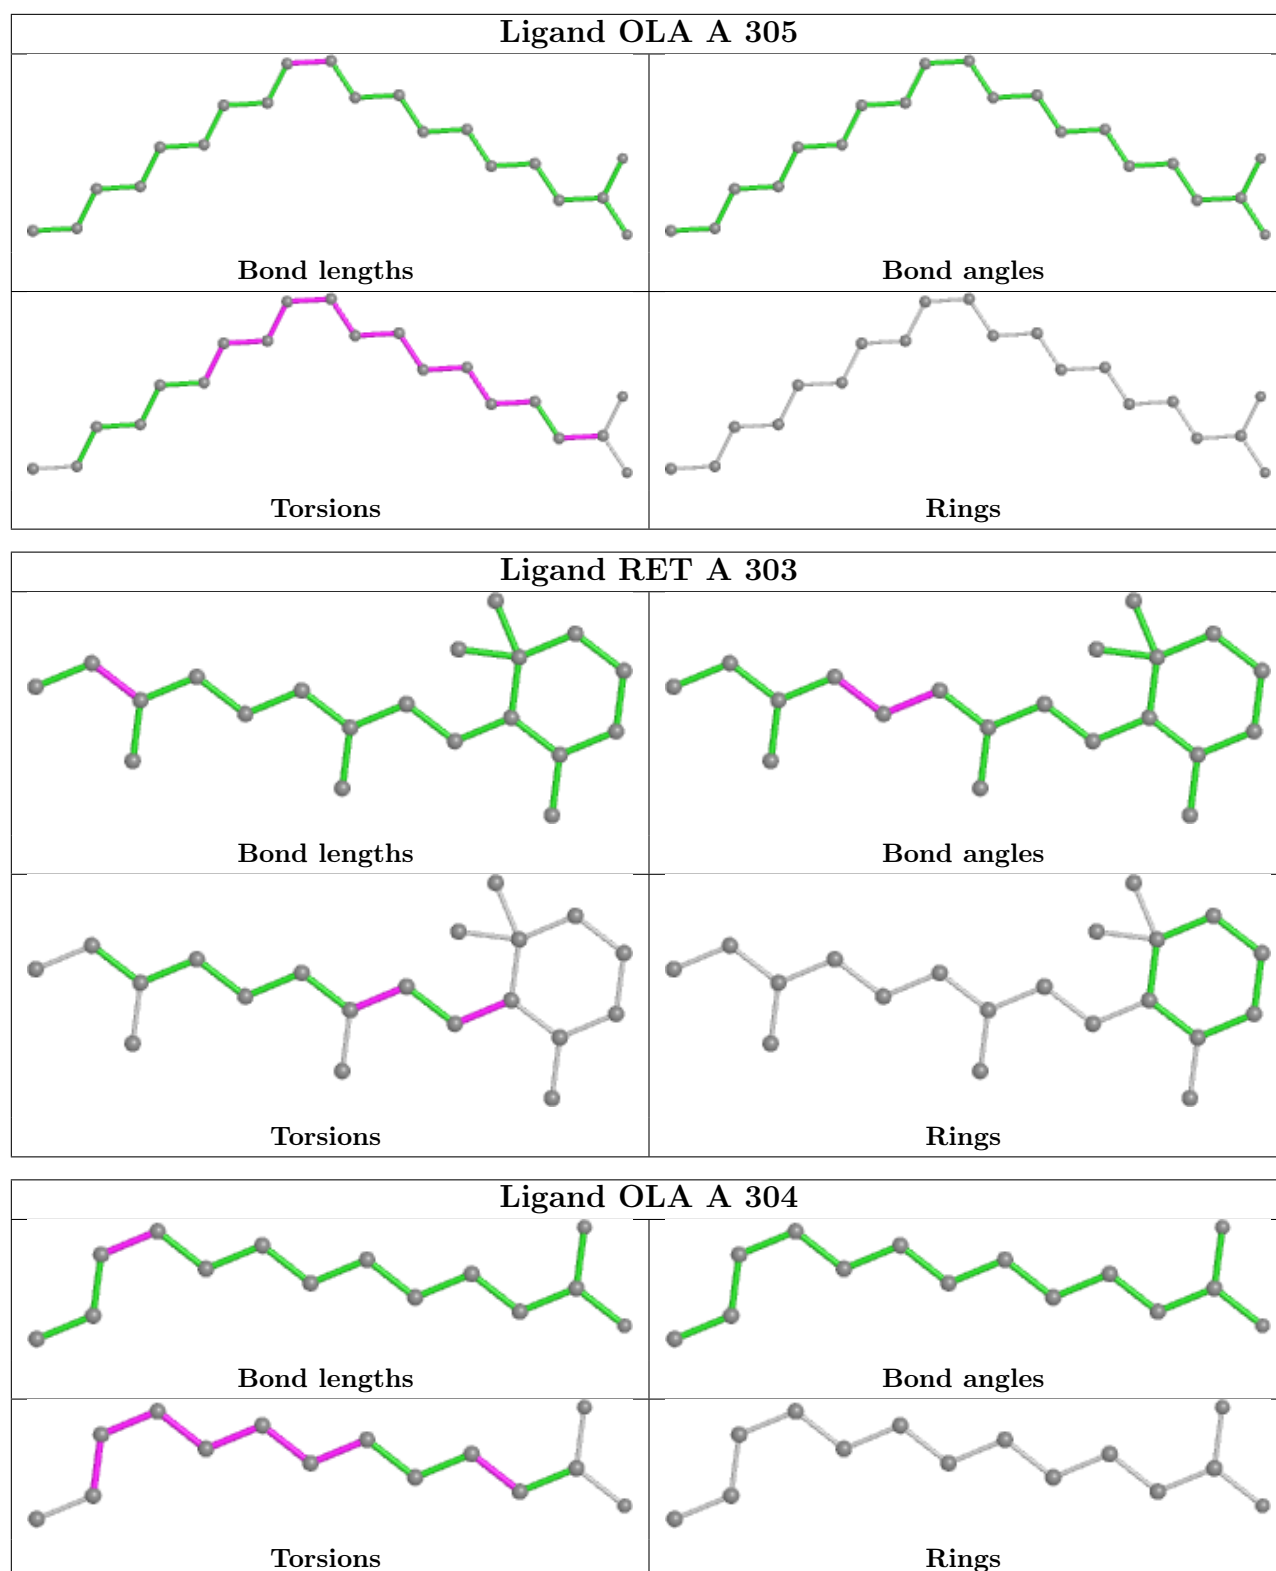 Ligand OLA A 305
Bond lengths
Bond angles
Torsions
Rings
Ligand RET A 303
Bond lengths
Bond angles
Torsions
Rings
Ligand OLA A 304
Bond lengths
Bond angles
Torsions
Rings